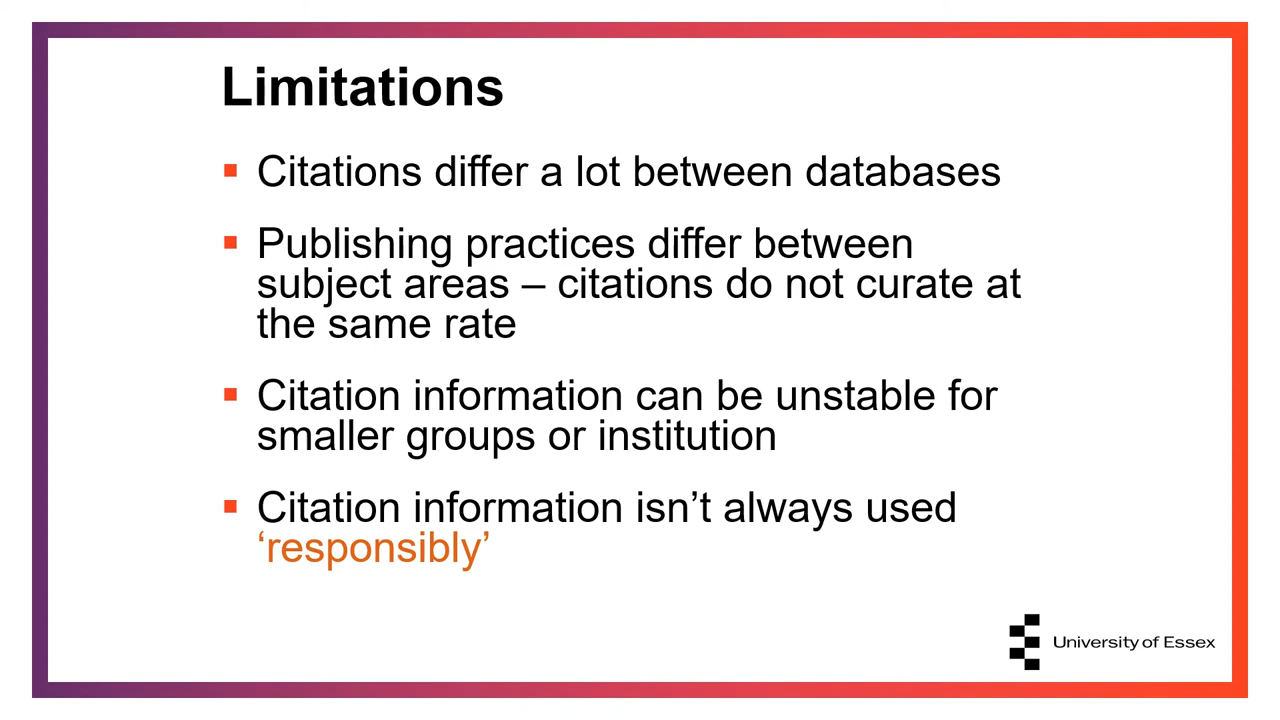 Limitations
Citations differ a lot between databases
Publishing practices differ between
subject areas – citations do not curate at
the same rate
Citation information can be unstable for
smaller groups or institution
Citation information isn’t always used
‘responsibly’
University of Essex